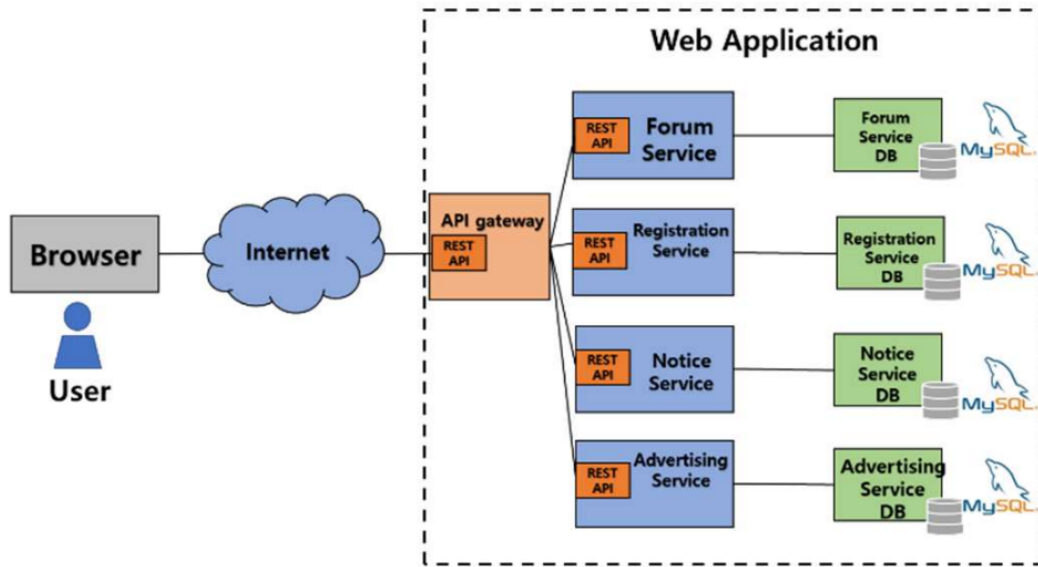 Web Application
Browser
User
Internet
API gateway
REST
API
REST
API
Forum
Service
Forum
Service
DB
MySQL
REST
API
Registration
Service
Registration
Service
DB
MySQL
REST
API
Notice
Service
Notice
Service
DB
MySQL
REST
API
Advertising
Service
Advertising
Service
DB
MySQL